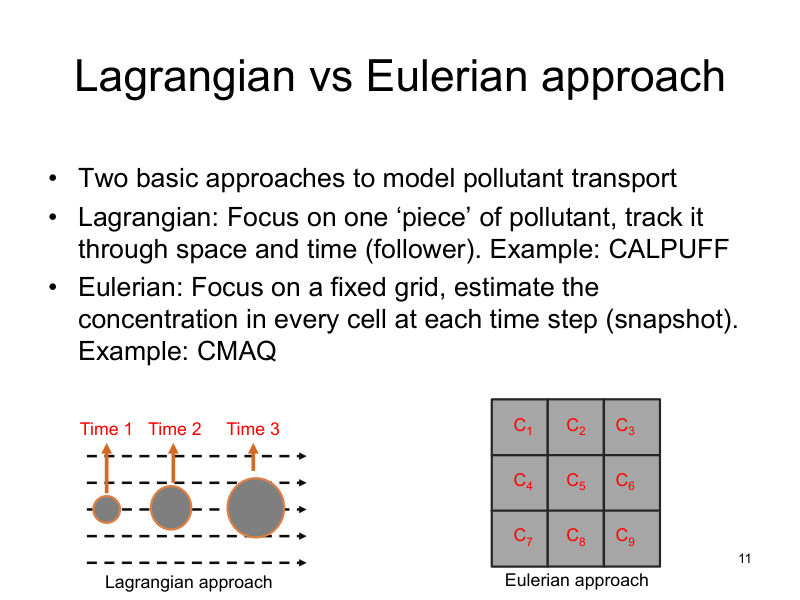 Lagrangian vs Eulerian approach
• Two basic approaches to model pollutant transport
• Lagrangian: Focus on one ‘piece’ of pollutant, track it
through space and time (follower). Example: CALPUFF
• Eulerian: Focus on a fixed grid, estimate the
concentration in every cell at each time step (snapshot).
Example: CMAQ
Time 1 Time 2 Time 3
Lagrangian approach
C1 C2 C3
C4 C5 C6
C7 C8 C9
Eulerian approach
11